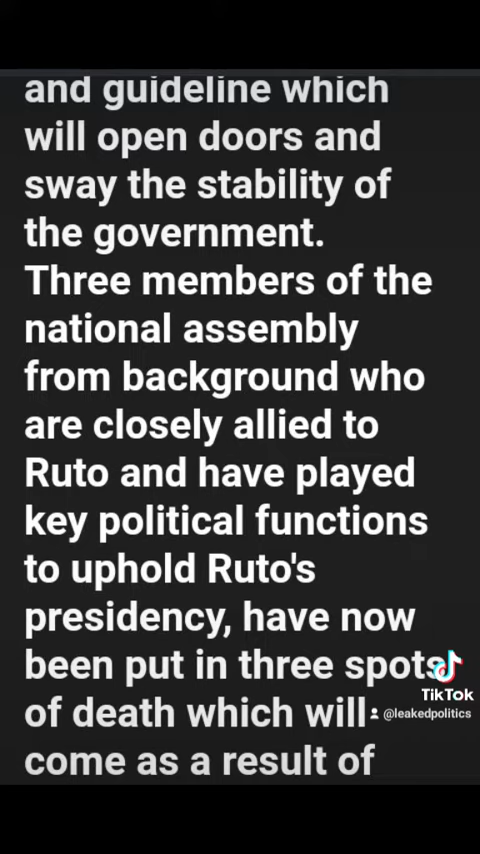 and guideline which
will open doors and
sway the stability of
the government.
Three members of the
national assembly
from background who
are closely allied to
Ruto and have played
key political functions
to uphold Ruto's
presidency, have now
been put in three spots
of death which will
come as a result of
TikTok
@leakedpolitics